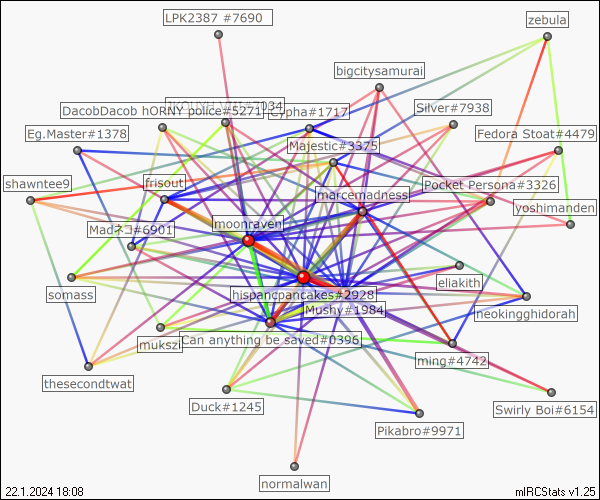 LPK2387 #7690
zebula
bigcitysamurai
Silver#7938
DacobDacob hORNY police#5271
Cypha#1717
Eg.Master#1378
Majestic#3375
Fedora Stoat#4479
shawntee9
frisout
marcemadness
Pocket Persona#3326
yoshimanden
moonraven
Madネコ#6901
eliakith
somass
hispancpancakes#2928
Mushy#1984
neokingghidorah
mukszi
Can anything be saved#0396
ming#4742
thesecondtwat
Duck#1245
Swirly Boi#6154
Pikabro#9971
normalwan
22.1.2024 18:08
mIRCStats v1.25